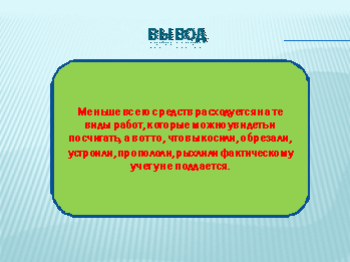 ВЫВОД
Меньше всего средств расходуется на те
виды работ, которые можно увидеть и
посчитать, а вот то, что выкосили, обрезали,
устроили, пропололи, рыхлили фактическому
учету не поддается.